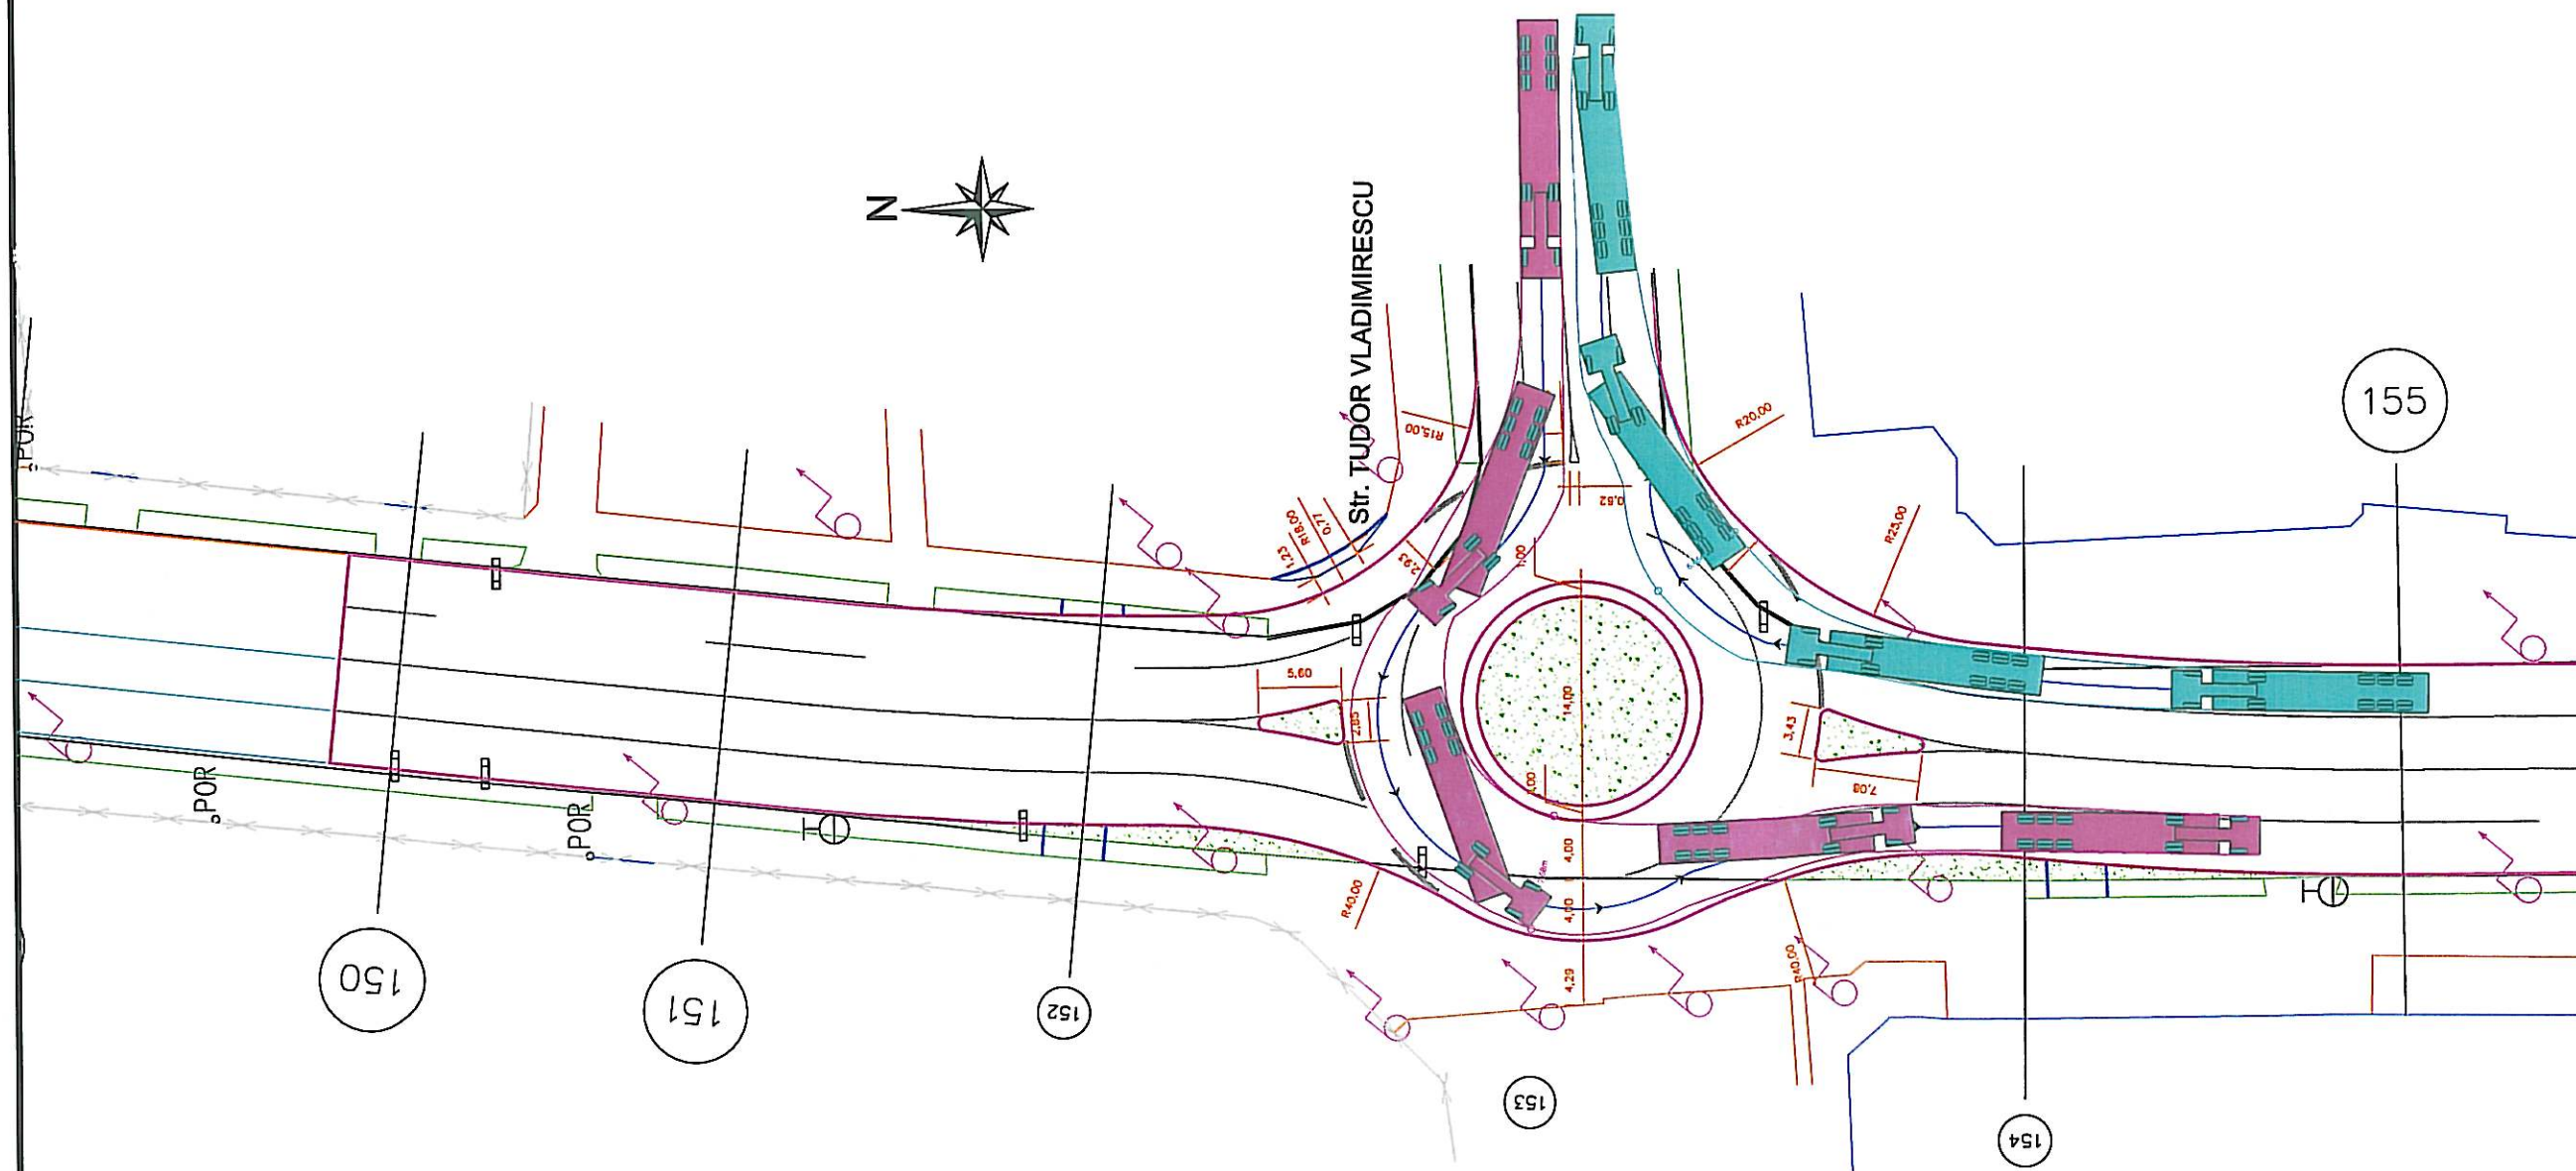 N
Str. TUDOR VLADIMIRESCU
155
POR
R15,00
R20,00
0,62
1,23
R18,00
0,77
2,93
R25,00
1,00
5,69
2,85
14,00
3,43
7,08
1,00
POR
POR
4,00
4,00
R40,00
4,29
R40,00
150
151
152
153
154